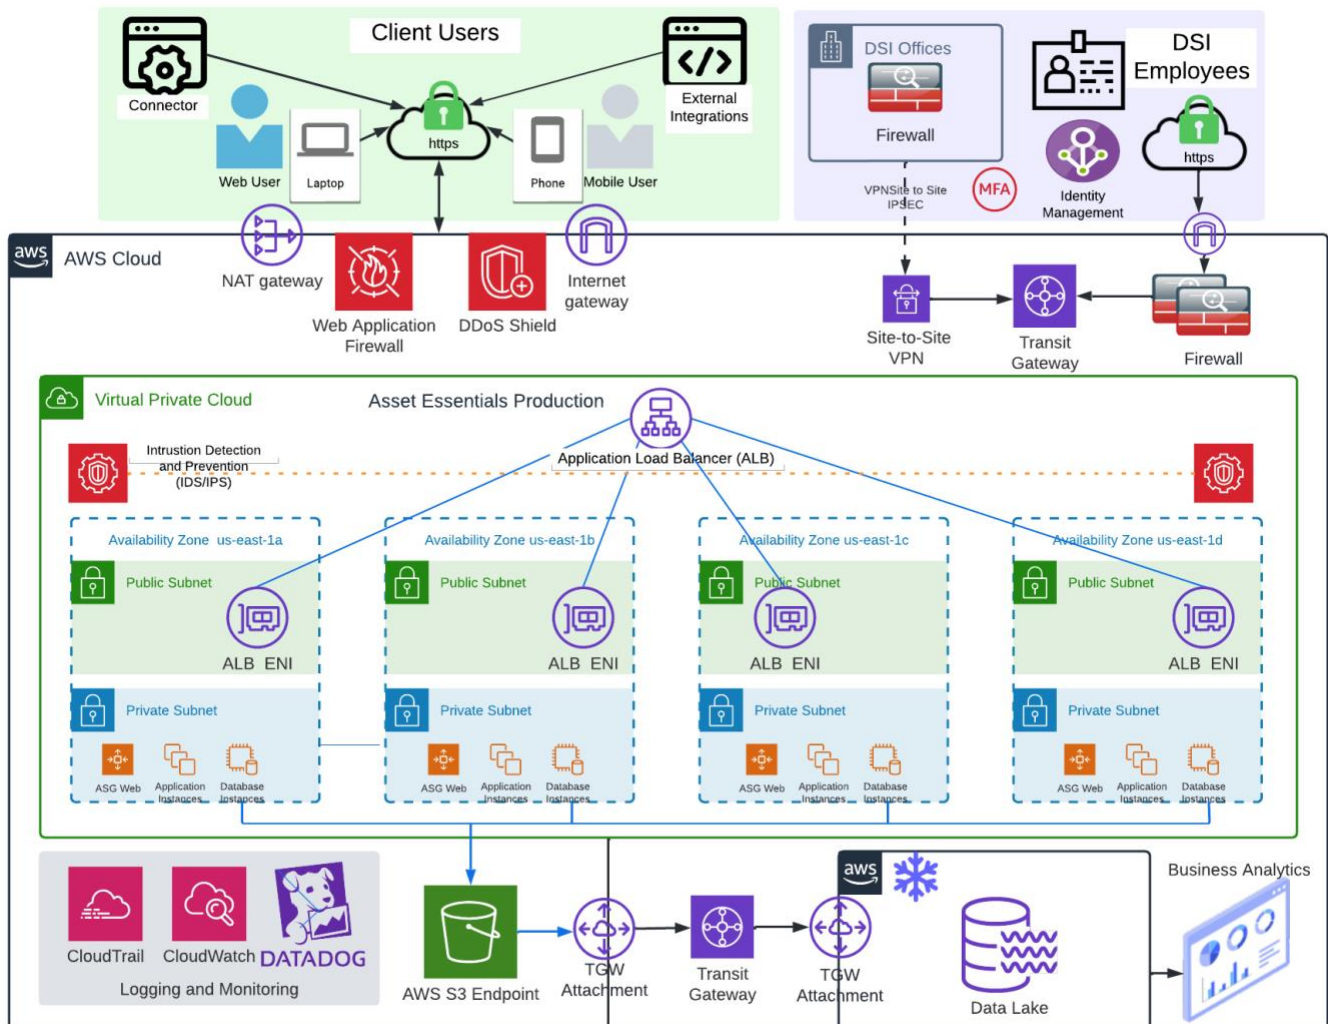 Client Users
Connector
External
Integrations
https
Web User
Laptop
Phone
Mobile User
DSI Offices
Firewall
VPNSite to Site
IPSEC
MFA
DSI
Employees
Identity
Management
https
aws
AWS Cloud
NAT gateway
Web Application
Firewall
DDoS Shield
Internet
gateway
Site-to-Site
VPN
Transit
Gateway
Firewall
Virtual Private Cloud
Asset Essentials Production
Application Load Balancer (ALB)
Intrustion Detection
and Prevention
(IDS/IPS)
Availability Zone us-east-1a
Public Subnet
ALB ENI
Private Subnet
ASG Web
Application
Instances
Database
Instances
Availability Zone us-east-1b
Public Subnet
ALB ENI
Private Subnet
ASG Web
Application
Instances
Database
Instances
Availability Zone us-east-1c
Public Subnet
ALB ENI
Private Subnet
ASG Web
Application
Instances
Database
Instances
Availability Zone us-east-1d
Public Subnet
ALB ENI
Private Subnet
ASG Web
Application
Instances
Database
Instances
CloudTrail
CloudWatch
DATADOG
Logging and Monitoring
AWS S3 Endpoint
TGW
Attachment
Transit
Gateway
TGW
Attachment
aws
Data Lake
Business Analytics